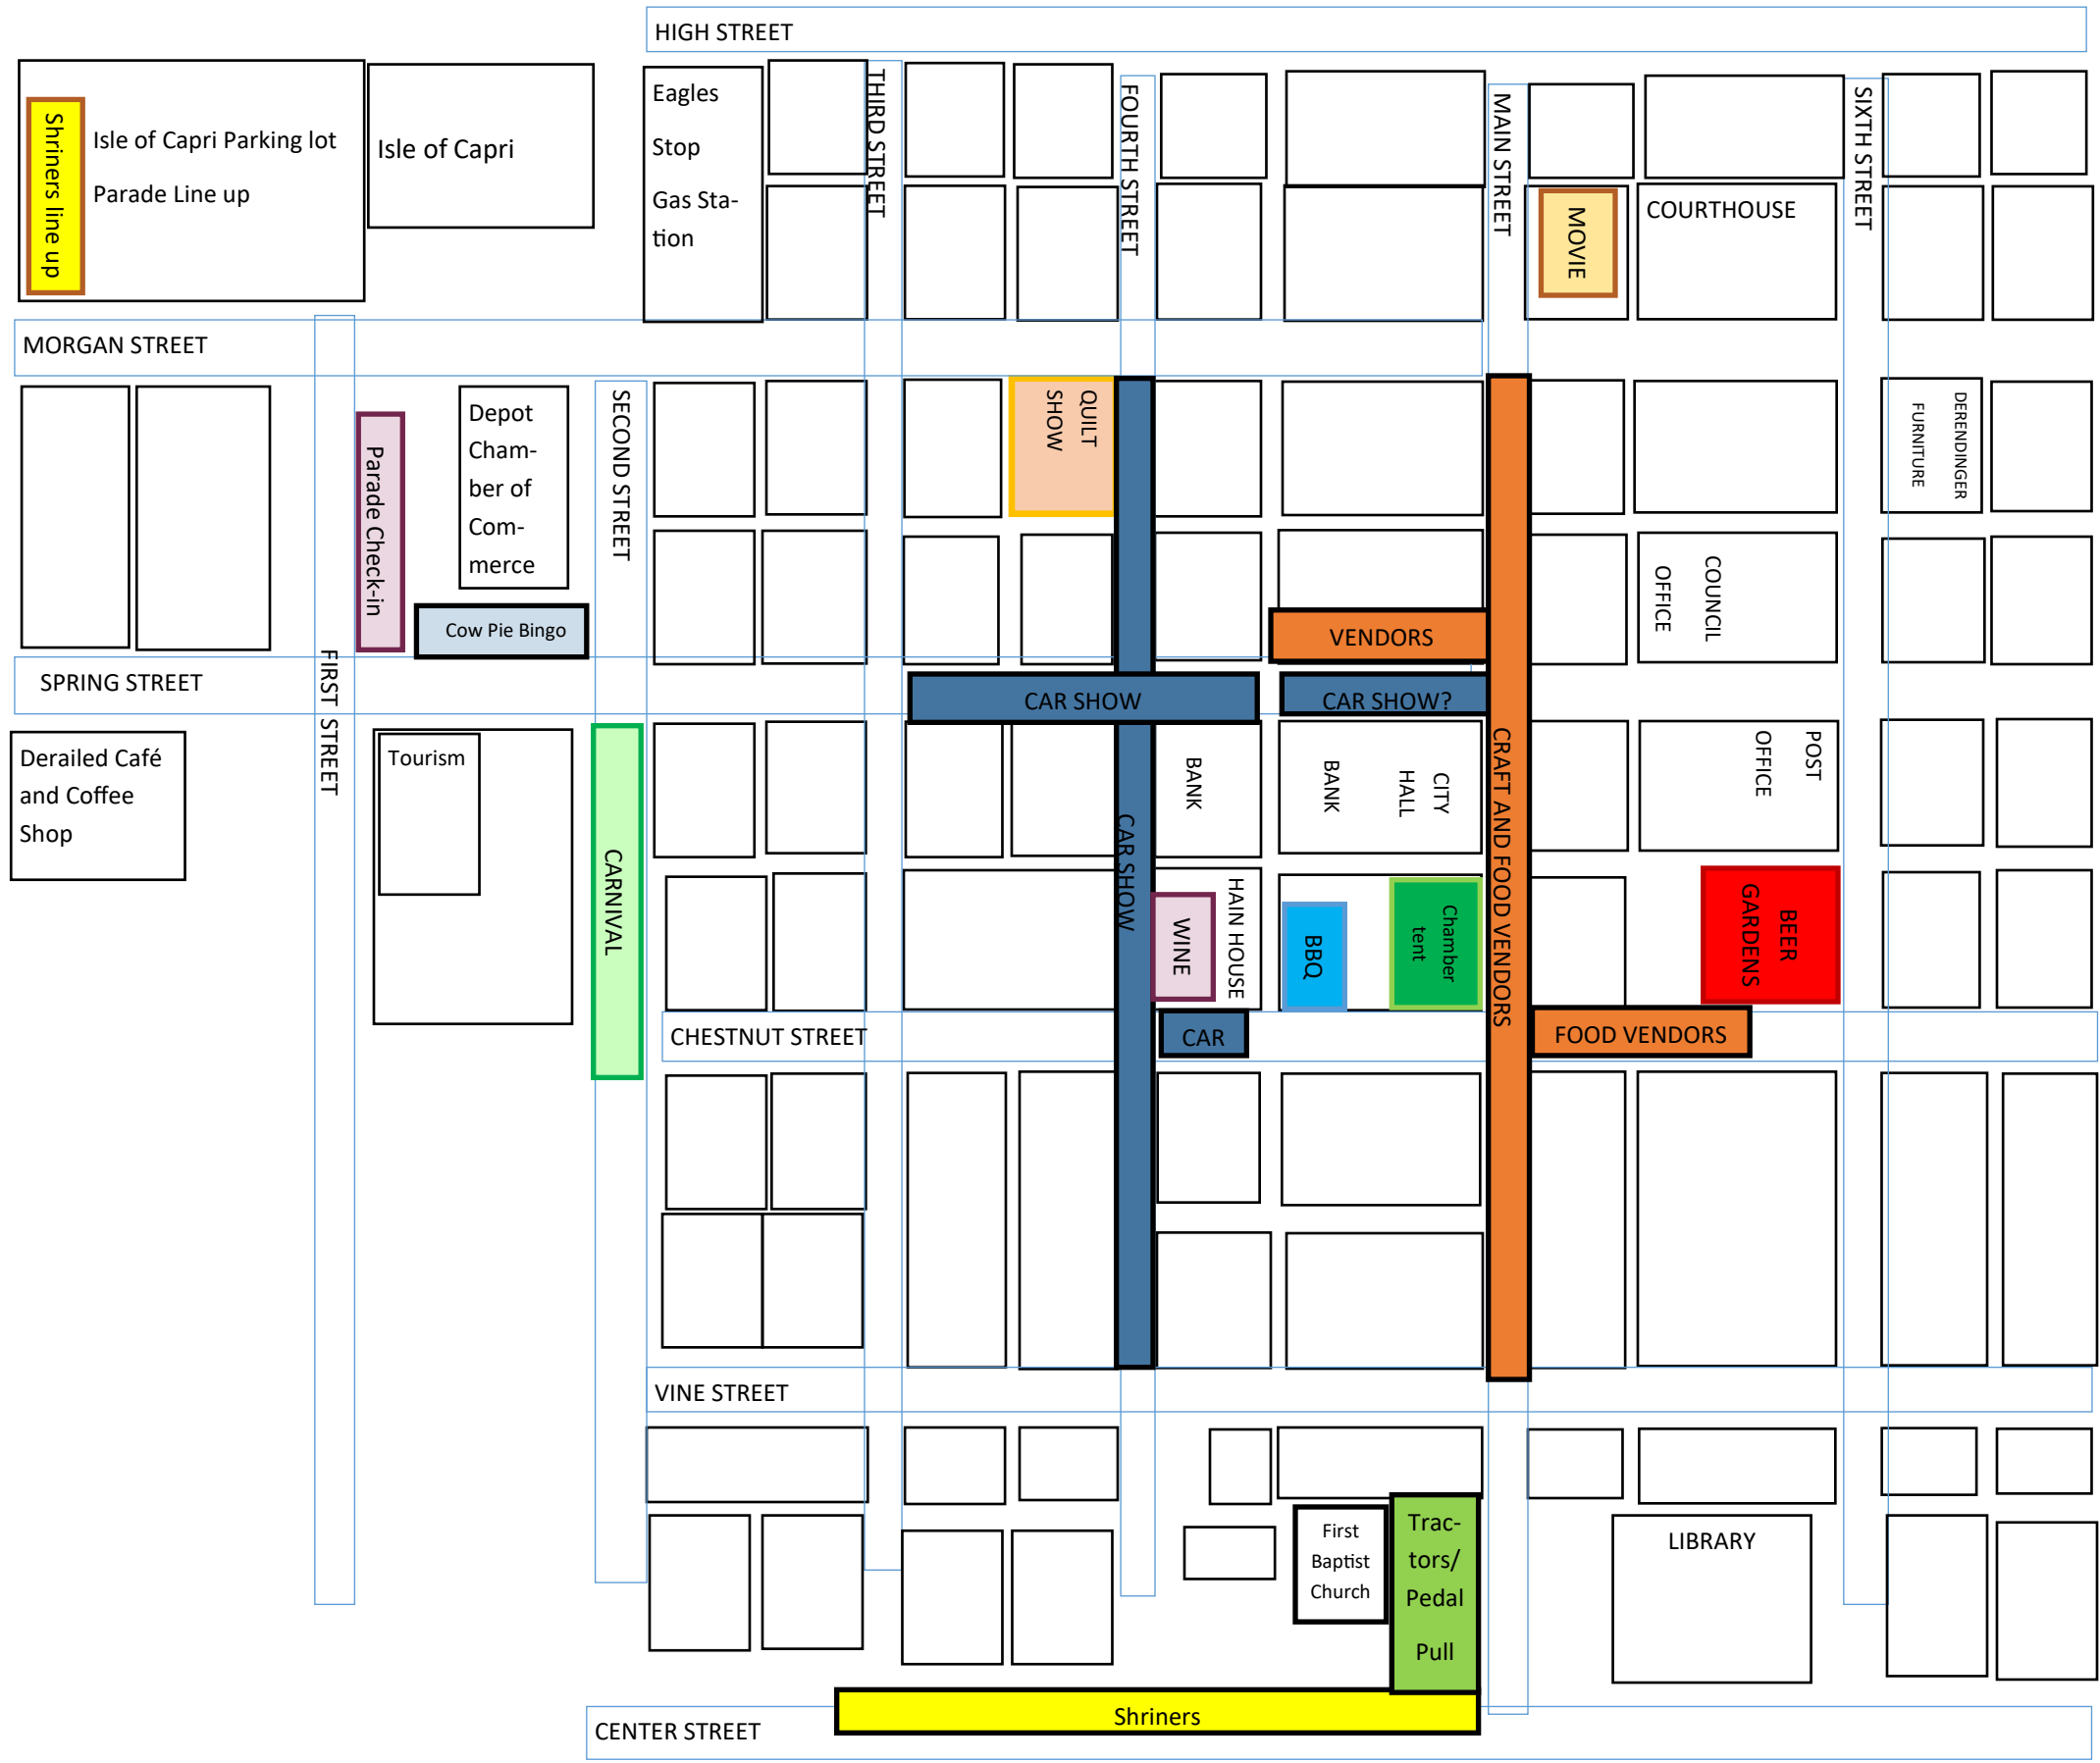 HIGH STREET
Shriners line up
Isle of Capri Parking lot
Parade Line up
Isle of Capri
Eagles
Stop
Gas Sta-
tion
THIRD STREET
FOURTH STREET
MAIN STREET
MOVIE
COURTHOUSE
SIXTH STREET
MORGAN STREET
Parade Check-in
Depot
Cham-
ber of
Com-
merce
SECOND STREET
QUILT
SHOW
DERENDINGER
FURNITURE
COUNCIL
OFFICE
Cow Pie Bingo
VENDORS
FIRST STREET
SPRING STREET
CAR SHOW
CAR SHOW?
Derailed Café
and Coffee
Shop
Tourism
CARNIVAL
CAR SHOW
BANK
BANK
CITY
HALL
CRAFT AND FOOD VENDORS
POST
OFFICE
WINE
HAIN HOUSE
BBQ
Chamber
tent
BEER
GARDENS
CHESTNUT STREET
CAR
FOOD VENDORS
VINE STREET
First
Baptist
Church
Trac-
tors/
Pedal
Pull
LIBRARY
Shriners
CENTER STREET